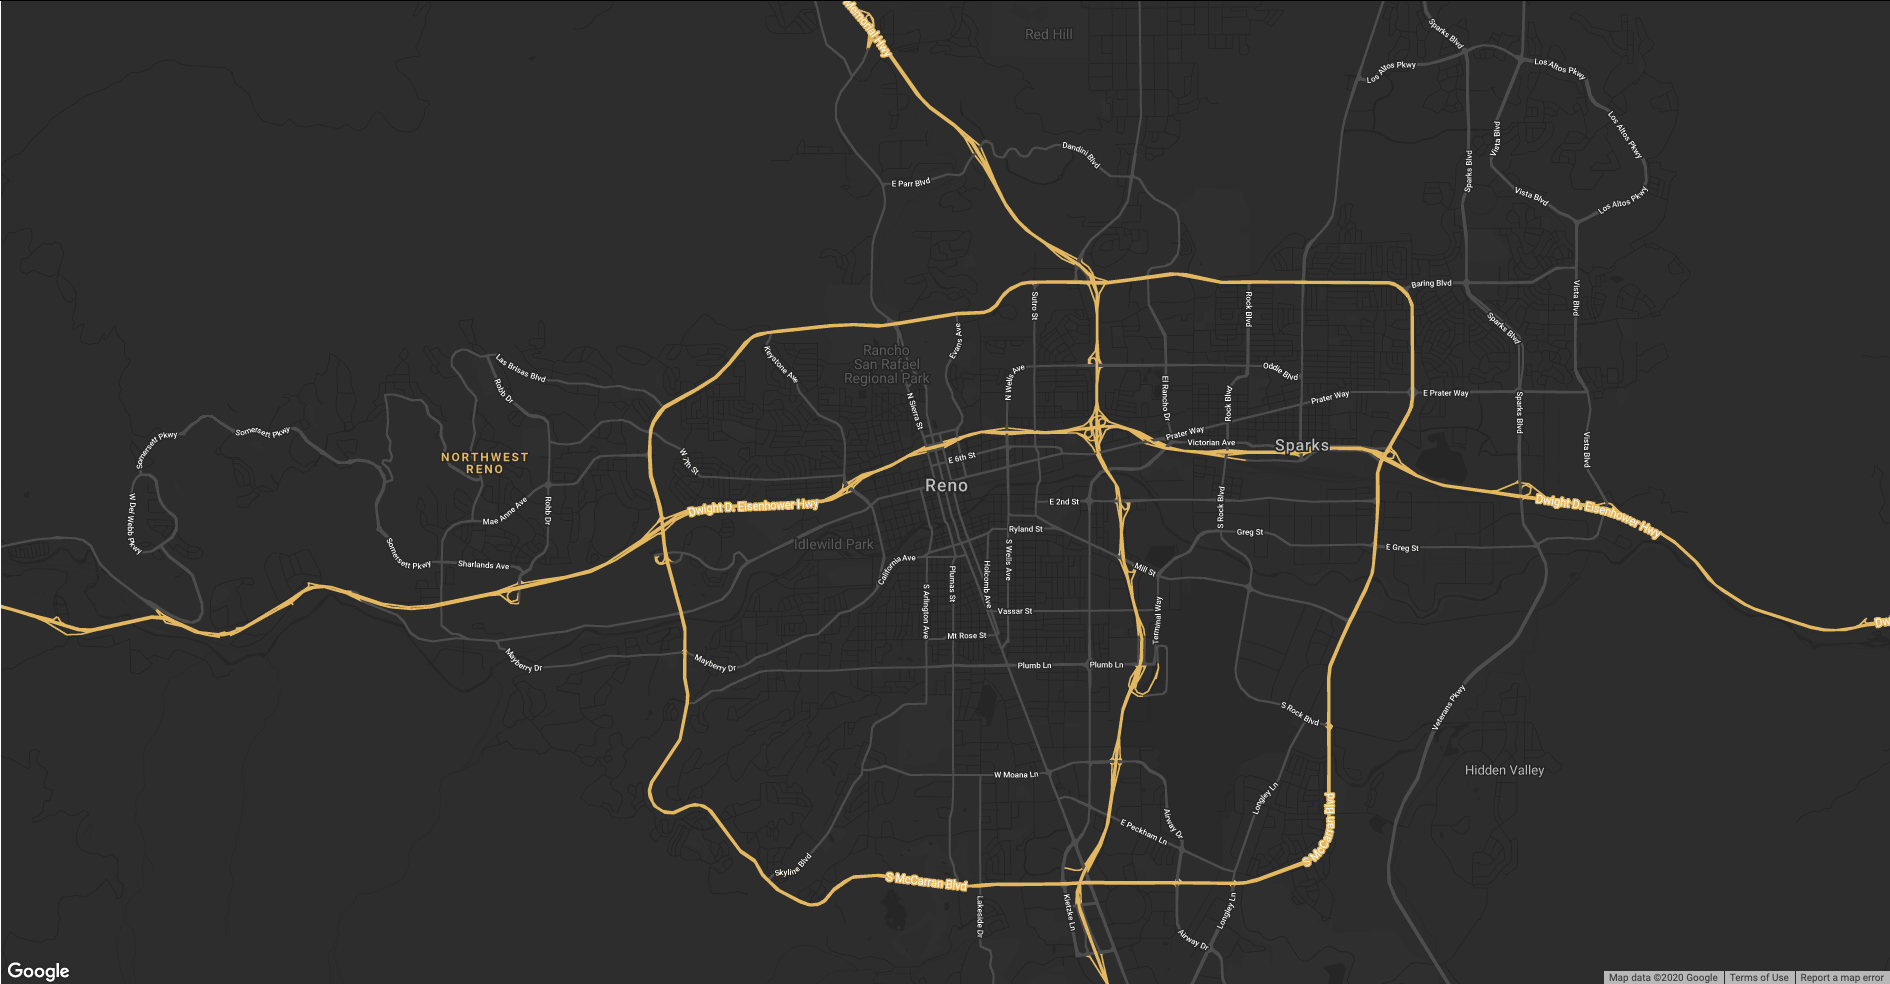 Memorial Hwy
Red Hill
Sparks Blvd
Los Altos Pkwy
Los Altos Pkwy
Los Altos Pkwy
Vista Blvd
Dandini Blvd
Sparks Blvd
E Parr Blvd
Vista Blvd
Los Altos Pkwy
Baring Blvd
Sutro St
Rock Blvd
Vista Blvd
Sparks Blvd
Evans Ave
Keystone Ave
Rancho
San Rafael
Regional Park
Las Brisas Blvd
Robb Dr
N Wells Ave
Oddie Blvd
El Rancho Dr
Rock Blvd
Prater Way
E Prater Way
N Sierra St
Sparks Blvd
Somersett Pkwy
Somersett Pkwy
Prater Way
Victorian Ave
Sparks
Vista Blvd
NORTHWEST
RENO
W 7th St
E 6th St
Reno
W Del Webb Pkwy
Mae Anne Ave
Robb Dr
Dwight D. Eisenhower Hwy
E 2nd St
S Rock Blvd
Dwight D. Eisenhower Hwy
Ryland St
Greg St
E Greg St
Idlewild Park
Somersett Pkwy
Sharlands Ave
California Ave
S Wells Ave
Mill St
S Arlington Ave
Plumas St
Holcomb Ave
Vassar St
Terminal Way
Dw
Mt Rose St
Mayberry Dr
Mayberry Dr
Plumb Ln
Plumb Ln
S Rock Blvd
Veterans Pkwy
W Moana Ln
Hidden Valley
Longley Ln
Airway Dr
E Peckham Ln
S McCarran Blvd
Skyline Blvd
S McCarran Blvd
Lakeside Dr
Kietzke Ln
Longley Ln
Airway Dr
Google
Map data ©2020 Google
Terms of Use
Report a map error